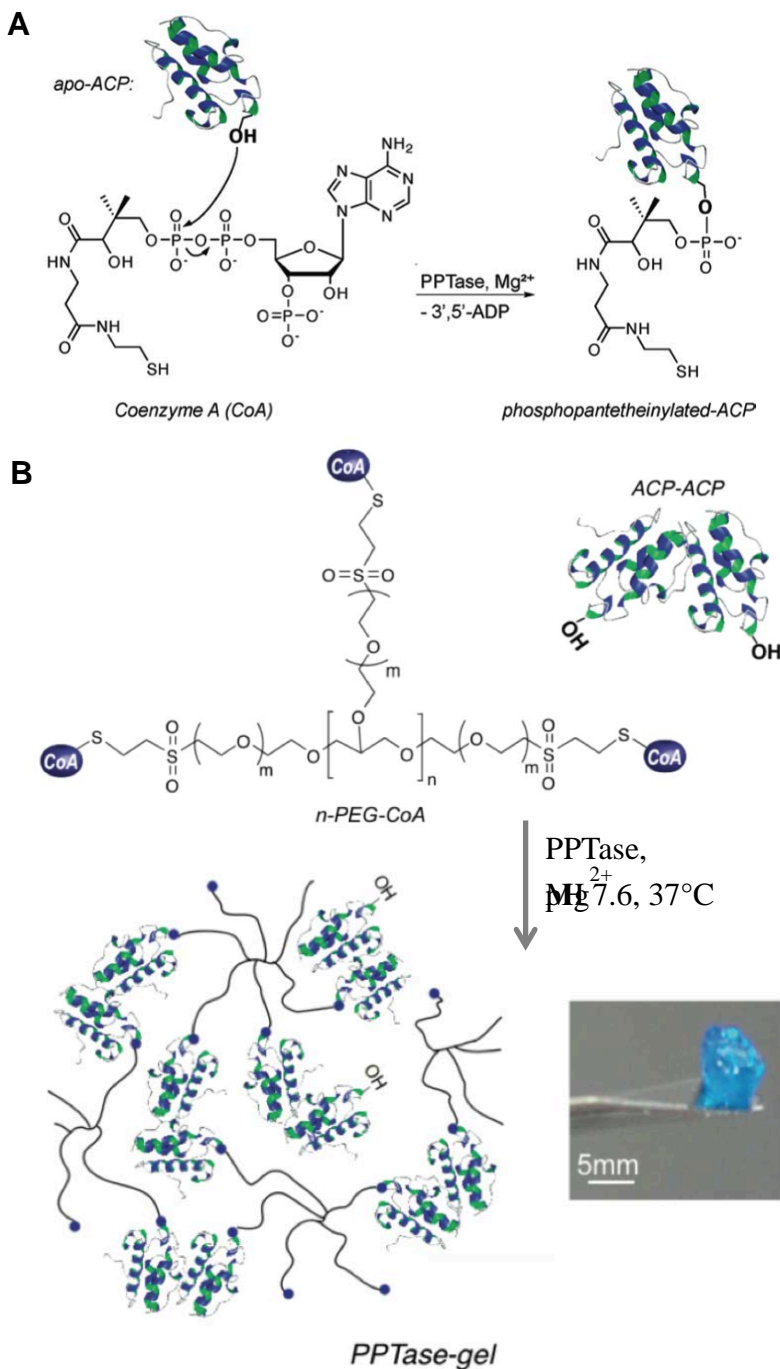 A
apo-ACP:
OH
NH₂
N
N
N
N
O
O
O
O
P
O
P
O
O
O⁻
O⁻
OH
HN
O
OH
O
O=P-O⁻
O⁻
O
NH
SH
PPTase, Mg²⁺
- 3',5'-ADP
O
O
O
P
O⁻
O
OH
HN
O
NH
SH
Coenzyme A (CoA)
phosphopantetheinylated-ACP
B
CoA
S
O=S=O
O
m
O
ACP-ACP
OH
OH
CoA
S
O
S
O
O
m
O
O
n
O
m
O
S
O
S
CoA
n-PEG-CoA
PPTase,
Mg²⁺
pH 7.6, 37°C
OH
OH
5mm
PPTase-gel